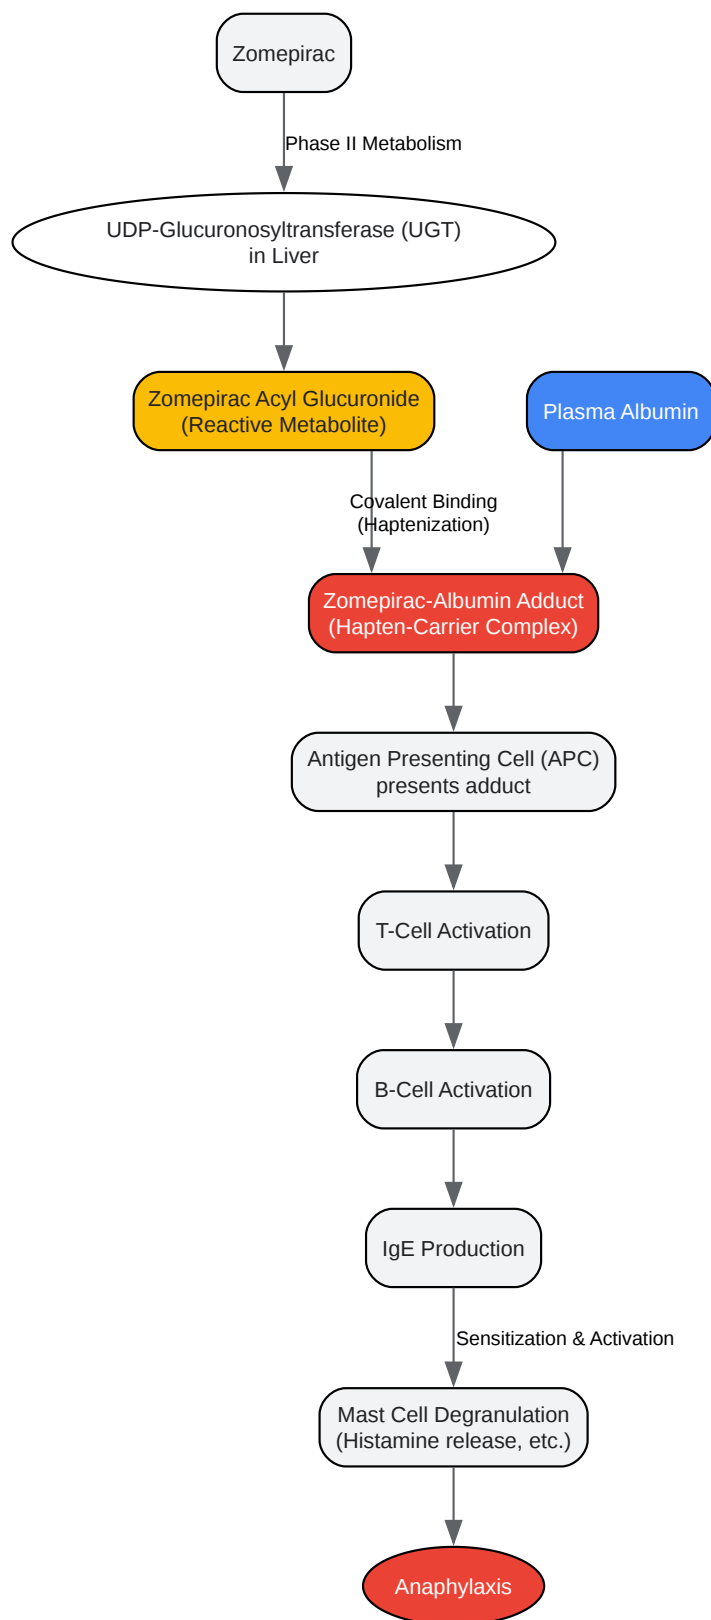 Zomepirac
Phase II Metabolism
UDP-Glucuronosyltransferase (UGT)
in Liver
Zomepirac Acyl Glucuronide
(Reactive Metabolite)
Plasma Albumin
Covalent Binding
(Haptenization)
Zomepirac-Albumin Adduct
(Hapten-Carrier Complex)
Antigen Presenting Cell (APC)
presents adduct
T-Cell Activation
B-Cell Activation
IgE Production
Sensitization & Activation
Mast Cell Degranulation
(Histamine release, etc.)
Anaphylaxis